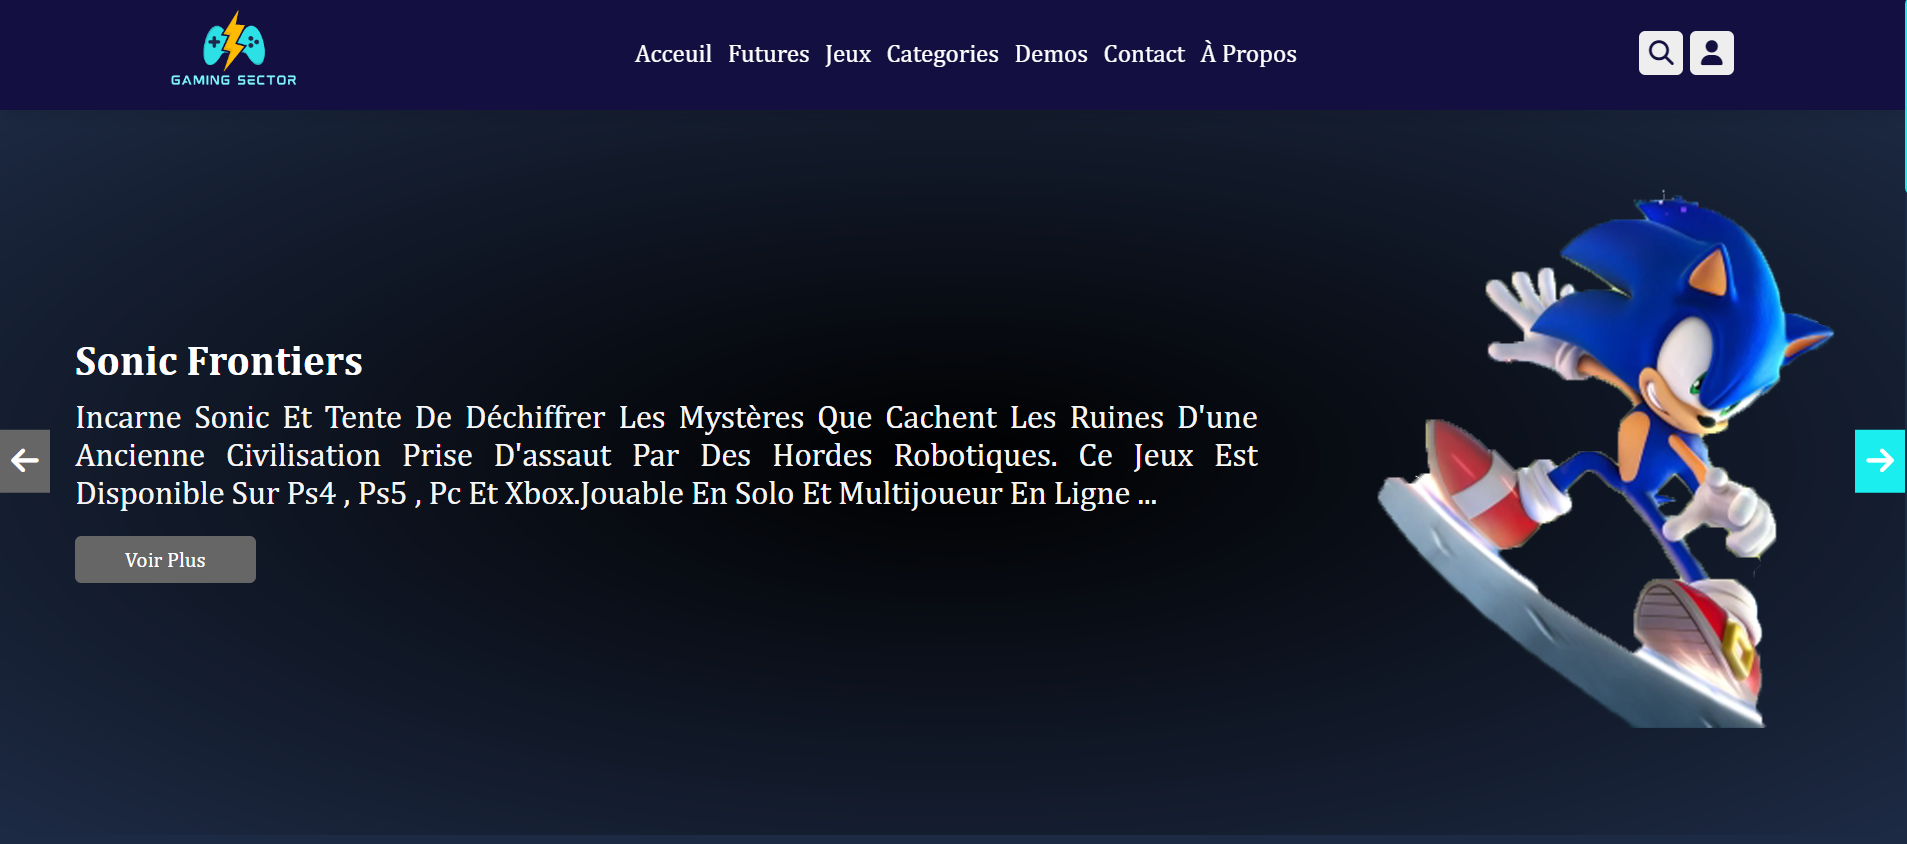 GAMING SECTOR
Acceuil Futures Jeux Categories Demos Contact À Propos
Sonic Frontiers
Incarne Sonic Et Tente De Déchiffrer Les Mystères Que Cachent Les Ruines D'une
Ancienne Civilisation Prise D'assaut Par Des Hordes Robotiques. Ce Jeux Est
Disponible Sur Ps4 , Ps5 , Pc Et Xbox.Jouable En Solo Et Multijoueur En Ligne ...
Voir Plus